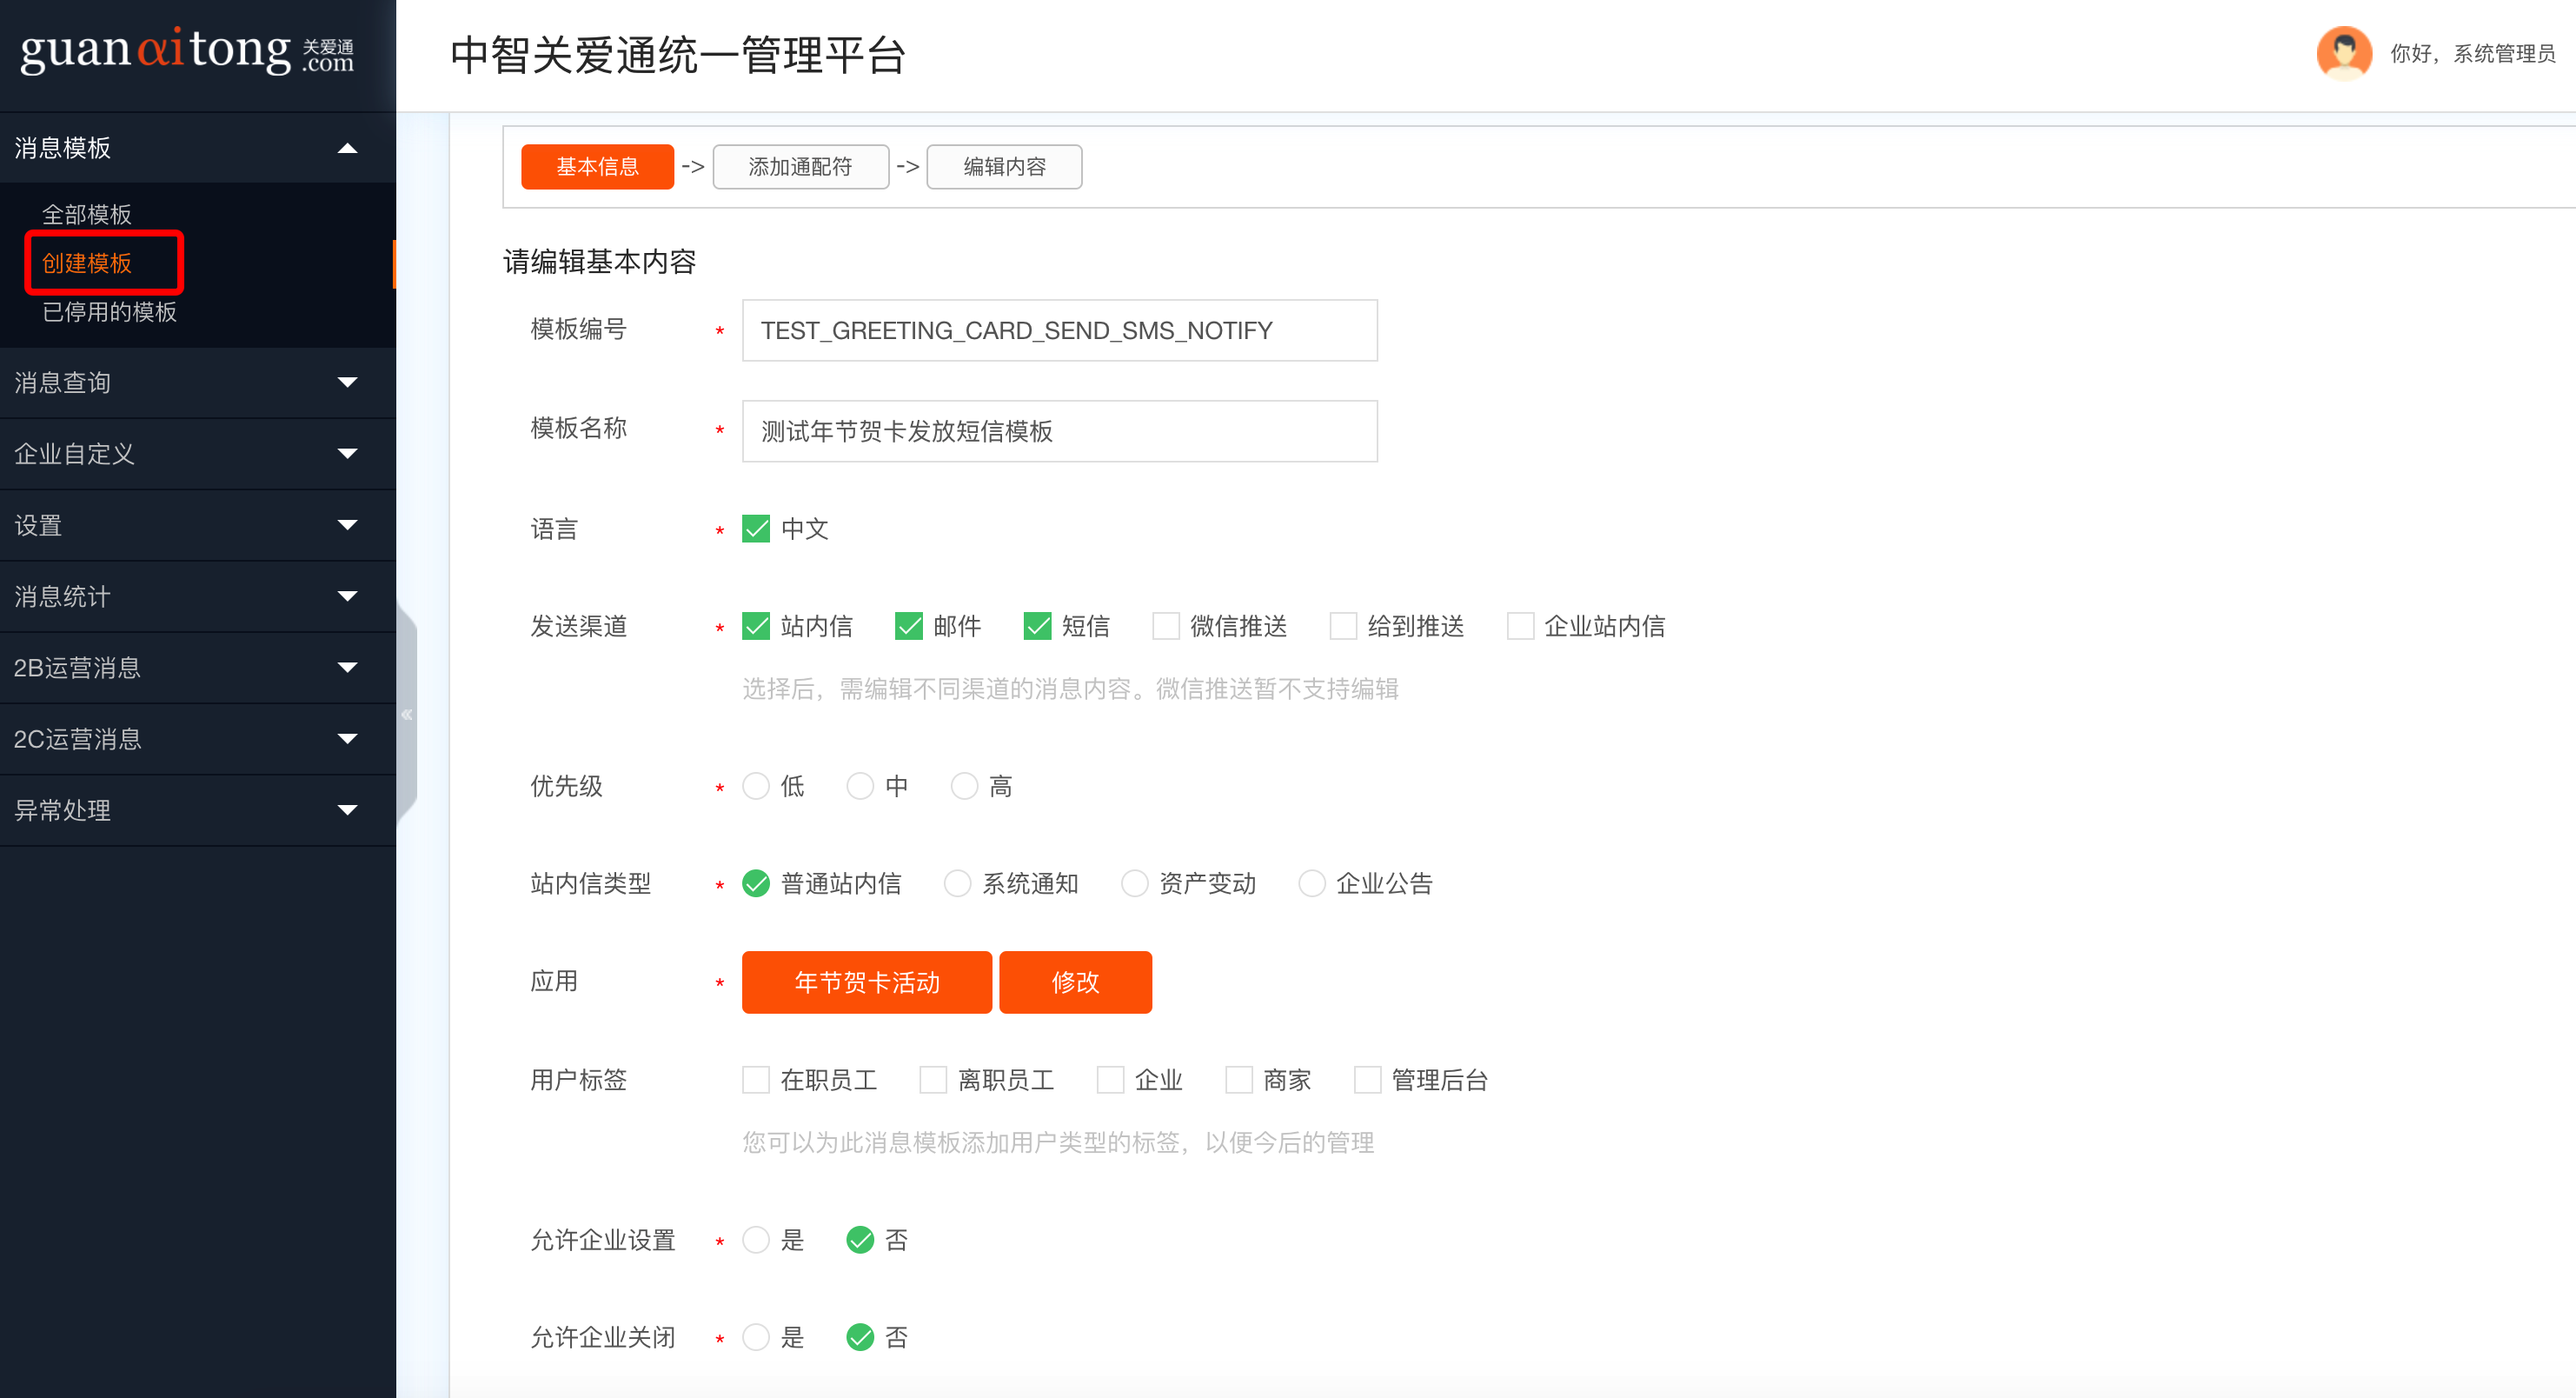 guanαitong 关爱通 .com
中智关爱通统一管理平台
你好，系统管理员
消息模板
全部模板
创建模板
已停用的模板
消息查询
企业自定义
设置
消息统计
2B运营消息
2C运营消息
异常处理
«
基本信息 -> 添加通配符 -> 编辑内容
请编辑基本内容
模板编号 * TEST_GREETING_CARD_SEND_SMS_NOTIFY
模板名称 * 测试年节贺卡发放短信模板
语言 * 中文
发送渠道 * 站内信 邮件 短信 微信推送 给到推送 企业站内信
选择后，需编辑不同渠道的消息内容。微信推送暂不支持编辑
优先级 * 低 中 高
站内信类型 * 普通站内信 系统通知 资产变动 企业公告
应用 * 年节贺卡活动 修改
用户标签 在职员工 离职员工 企业 商家 管理后台
您可以为此消息模板添加用户类型的标签，以便今后的管理
允许企业设置 * 是 否
允许企业关闭 * 是 否